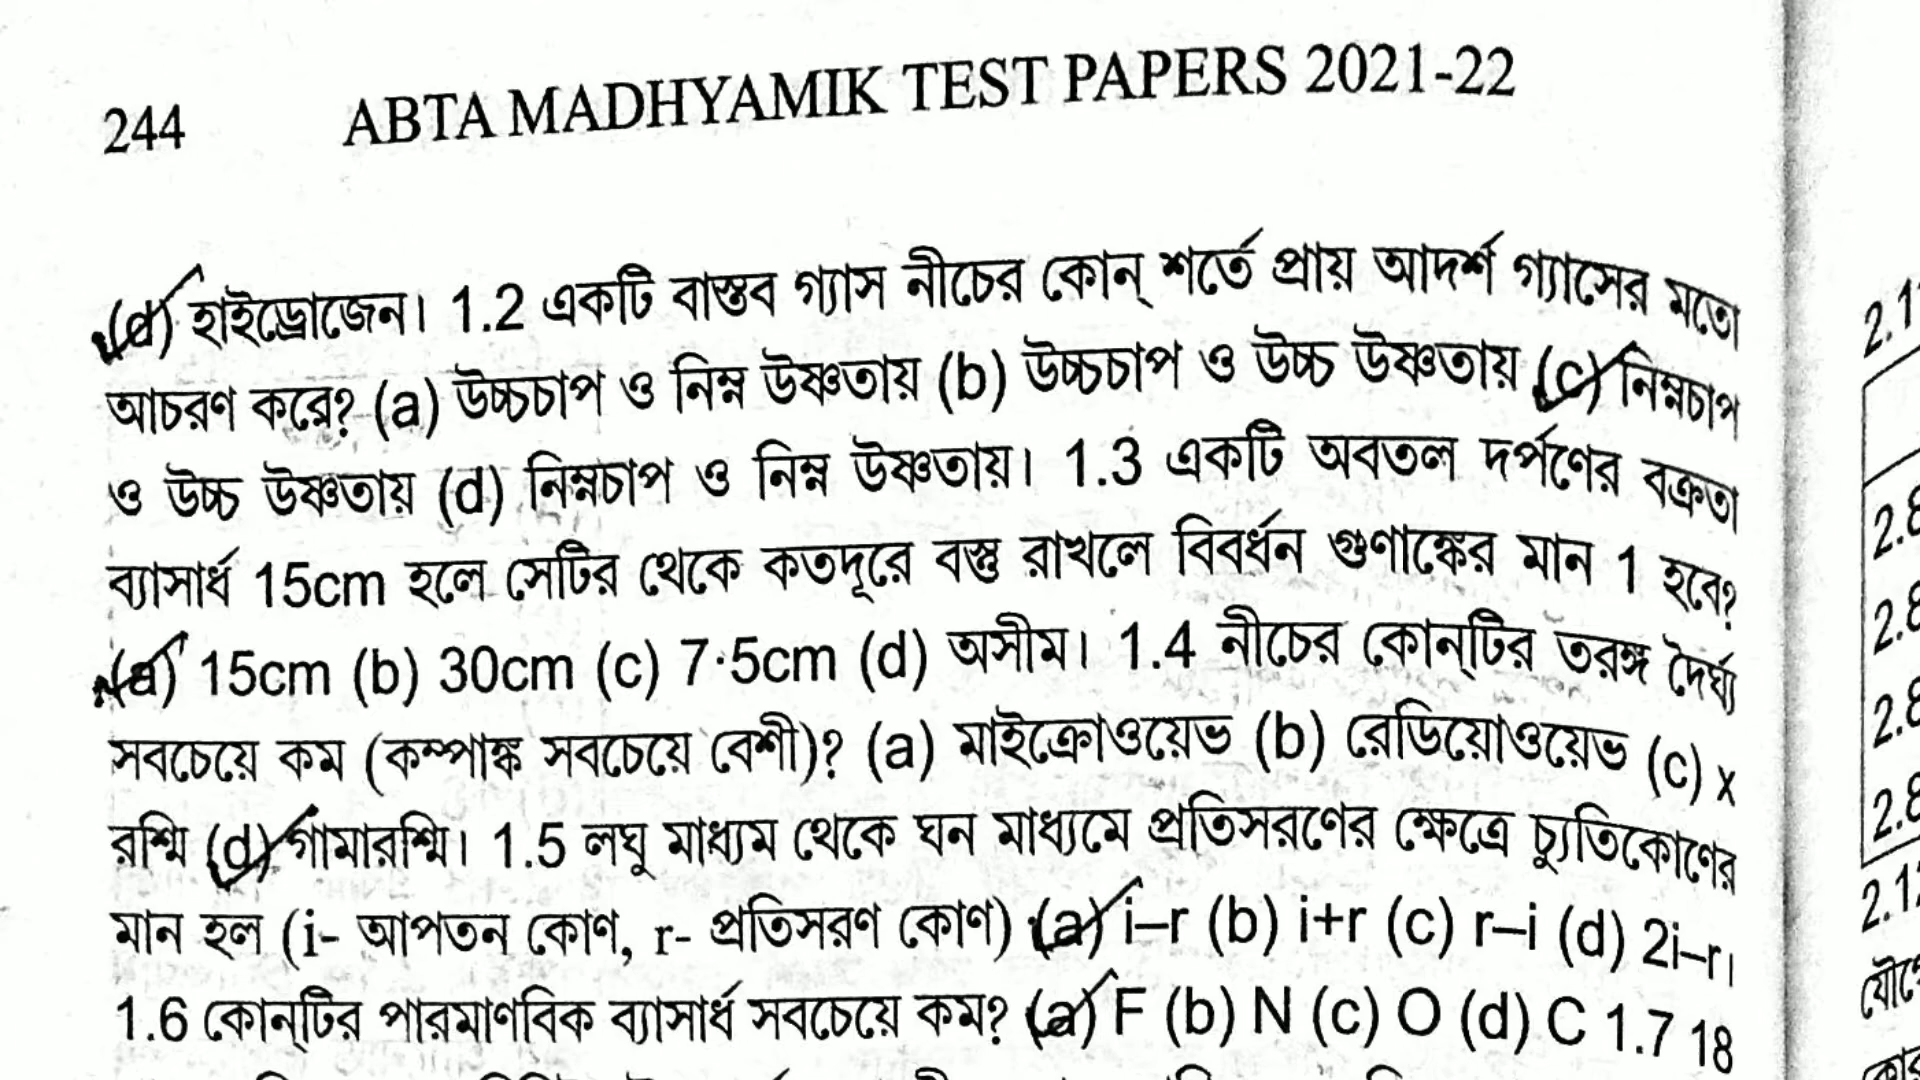 244 ABTA MADHYAMIK TEST PAPERS 2021-22
(d) হাইড্রোজেন। 1.2 একটি বাস্তব গ্যাস নীচের কোন্ শর্তে প্রায় আদর্শ গ্যাসের মতো
আচরণ করে? (a) উচ্চচাপ ও নিম্ন উষ্ণতায় (b) উচ্চচাপ ও উচ্চ উষ্ণতায় (c) নিম্নচাপ
ও উচ্চ উষ্ণতায় (d) নিম্নচাপ ও নিম্ন উষ্ণতায়। 1.3 একটি অবতল দর্পণের বক্রতা
ব্যাসার্ধ 15cm হলে সেটির থেকে কতদূরে বস্তু রাখলে বিবর্ধন গুণাঙ্কের মান 1 হবে?
(a) 15cm (b) 30cm (c) 7·5cm (d) অসীম। 1.4 নীচের কোন্‌টির তরঙ্গ দৈর্ঘ্য
সবচেয়ে কম (কম্পাঙ্ক সবচেয়ে বেশী)? (a) মাইক্রোওয়েভ (b) রেডিয়োওয়েভ (c) x
রশ্মি (d) গামারশ্মি। 1.5 লঘু মাধ্যম থেকে ঘন মাধ্যমে প্রতিসরণের ক্ষেত্রে চ্যুতিকোণের
মান হল (i- আপতন কোণ, r- প্রতিসরণ কোণ) (a) i–r (b) i+r (c) r–i (d) 2i–r।
1.6 কোন্‌টির পারমাণবিক ব্যাসার্ধ সবচেয়ে কম? (a) F (b) N (c) O (d) C 1.7 18